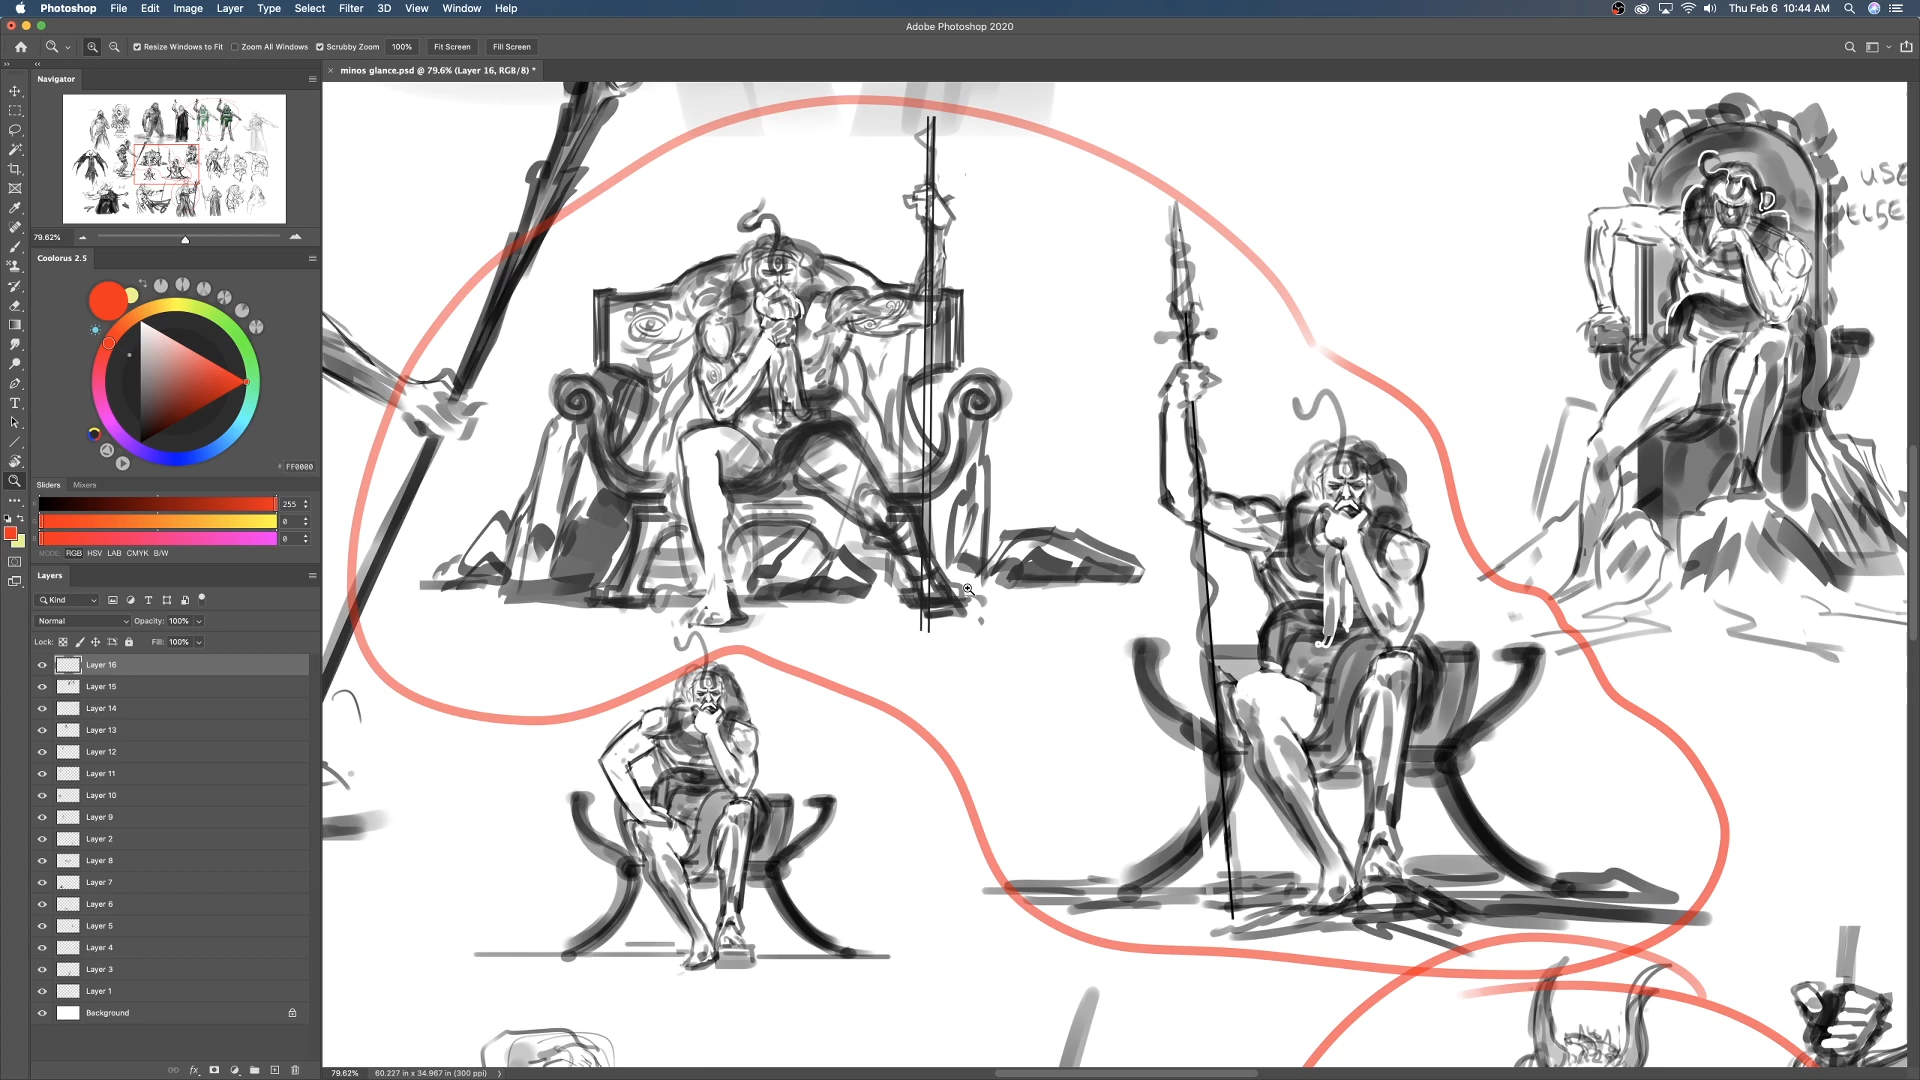 Photoshop File Edit Image Layer Type Select Filter 3D View Window Help
Thu Feb 6 10:44 AM
Adobe Photoshop 2020
Resize Windows to Fit Zoom All Windows Scrubby Zoom 100% Fit Screen Fill Screen
minos glance.psd @ 79.6% (Layer 16, RGB/8) *
Navigator
79.62%
Coolorus 2.5
# FF0000
Sliders Mixers
255
0
0
MODE: RGB HSV LAB CMYK B/W
Layers
Kind
Normal Opacity: 100%
Lock: Fill: 100%
Layer 16
Layer 15
Layer 14
Layer 13
Layer 12
Layer 11
Layer 10
Layer 9
Layer 2
Layer 8
Layer 7
Layer 6
Layer 5
Layer 4
Layer 3
Layer 1
Background
fx
USE
ELSE
79.62% 60.227 in x 34.967 in (300 ppi)